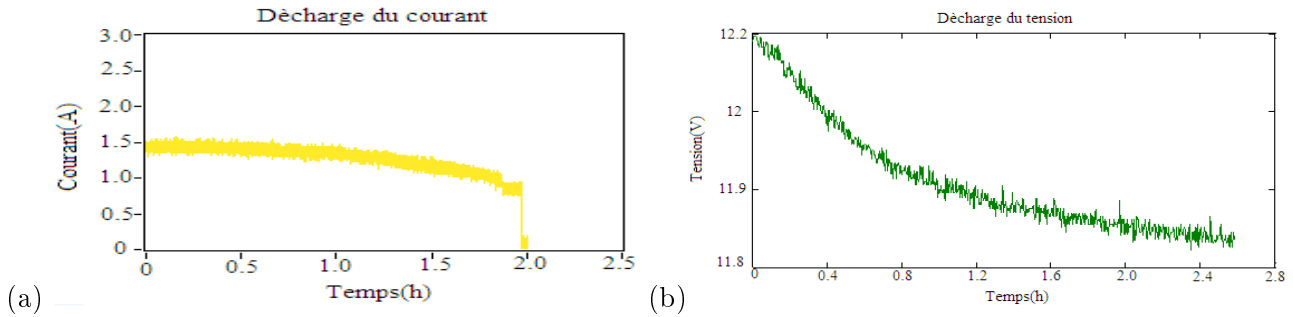 Dècharge du courant
3.0
2.5
2.0
1.5
1.0
0.5
0
Courant(A)
0 0.5 1.0 1.5 2.0 2.5
Temps(h)
(a)
Dècharge du tension
12.2
12
11.9
11.8
Tension(V)
0 0.4 0.8 1.2 1.6 2.0 2.4 2.8
Temps(h)
(b)